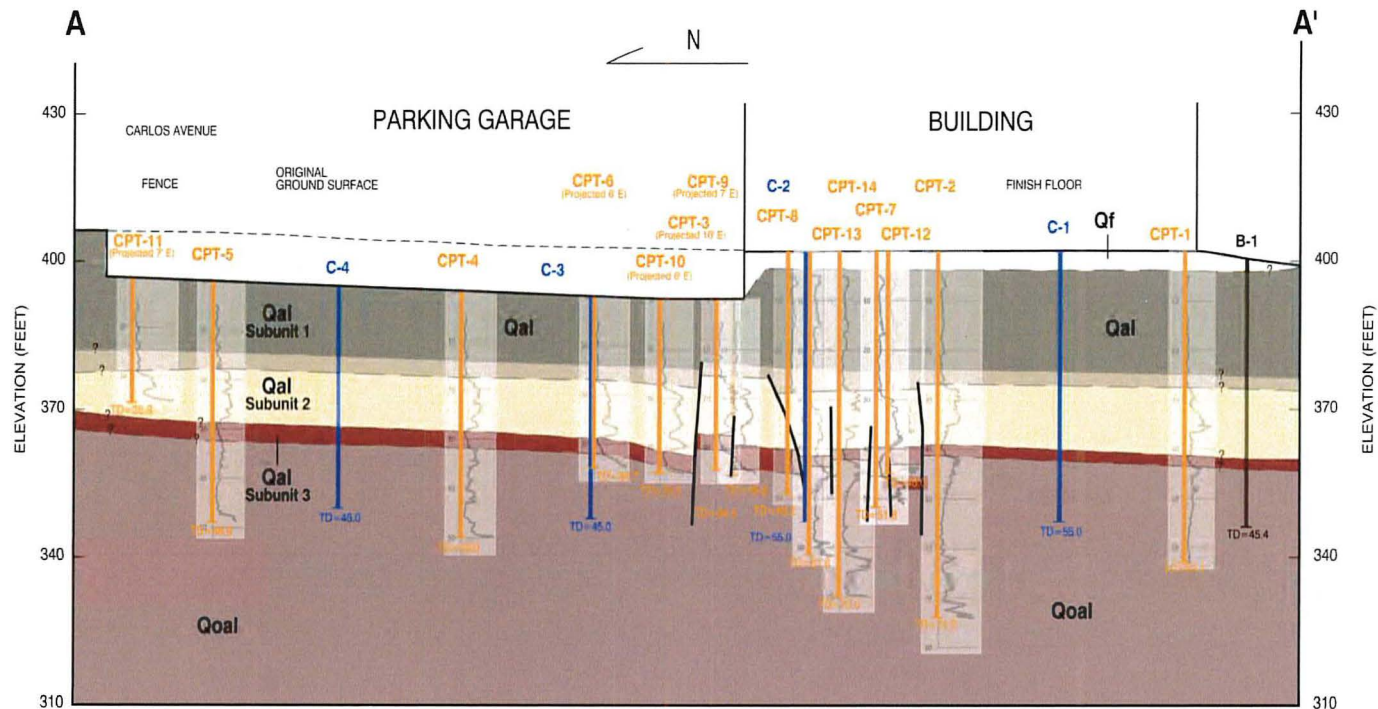 A
A'
N
430
430
PARKING GARAGE
BUILDING
CARLOS AVENUE
FENCE
ORIGINAL
GROUND SURFACE
CPT-6
(Projected 6' E)
CPT-9
(Projected 7' E)
C-2
CPT-14
CPT-2
FINISH FLOOR
CPT-3
(Projected 10' E)
CPT-8
CPT-7
Qf
CPT-11
(Projected 7' E)
CPT-5
C-4
CPT-4
C-3
CPT-10
CPT-13
CPT-12
C-1
CPT-1
B-1
400
400
ELEVATION (FEET)
ELEVATION (FEET)
Qal
Subunit 1
Qal
Qal
Qal
Subunit 2
370
370
Qal
Subunit 3
TD=45.0
TD=45.0
TD=55.0
TD=55.0
TD=45.4
340
340
Qoal
Qoal
310
310